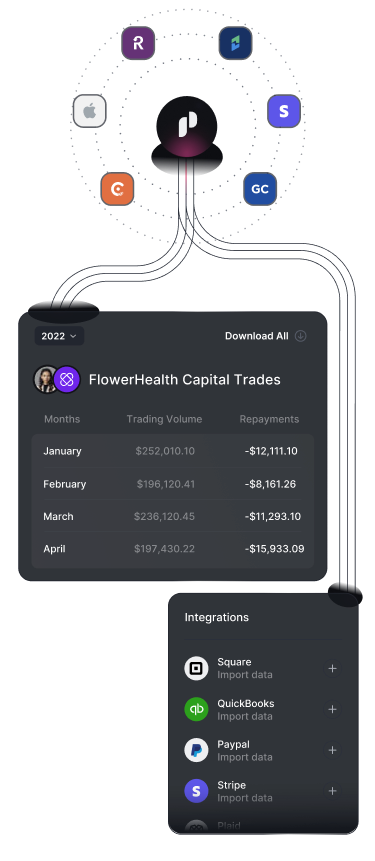 R
S
C
GC
2022
Download All
FlowerHealth Capital Trades
Months Trading Volume Repayments
January $252,010.10 -$12,111.10
February $196,120.41 -$8,161.26
March $236,120.45 -$11,293.10
April $197,430.22 -$15,933.09
Integrations
Square
Import data
qb QuickBooks
Import data
Paypal
Import data
S Stripe
Import data
Plaid